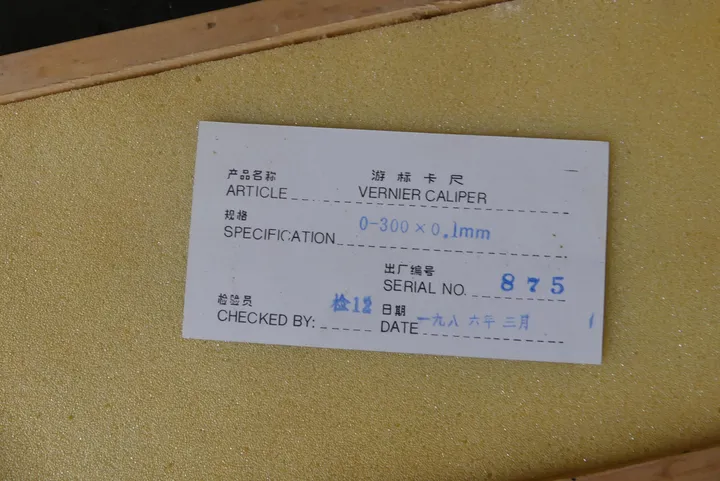 产品名称 游标卡尺
ARTICLE VERNIER CALIPER
规格
SPECIFICATION 0-300×0.1mm
出厂编号
SERIAL NO. 875
检验员 检12 日期
CHECKED BY: DATE 一九八六年三月